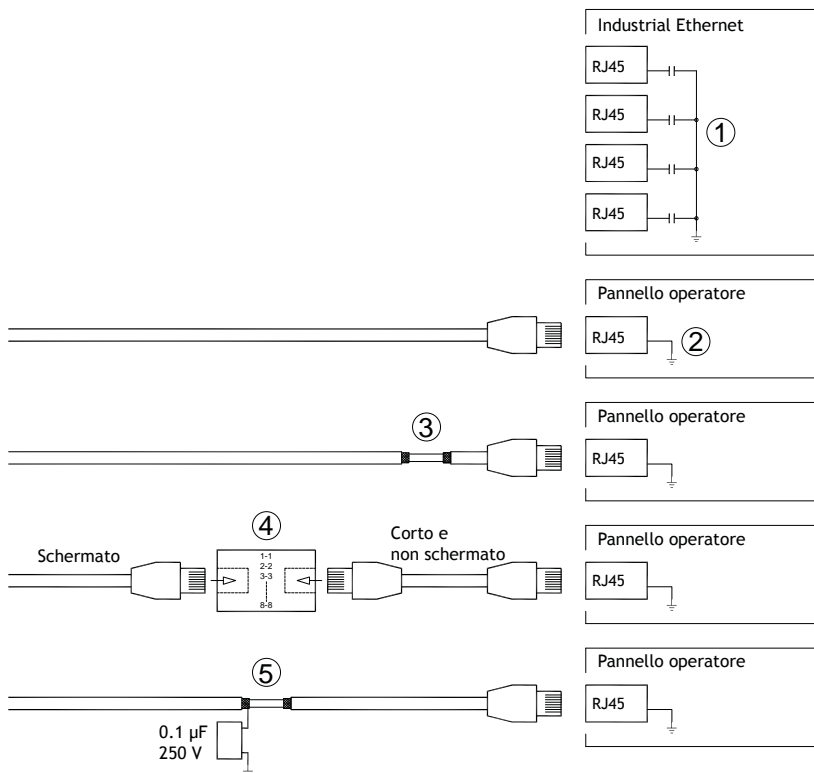 Industrial Ethernet
RJ45
RJ45
①
RJ45
RJ45
Pannello operatore
RJ45
②
Pannello operatore
③
RJ45
Pannello operatore
④
Schermato
1-1
2-2
3-3
8-8
Corto e
non schermato
RJ45
Pannello operatore
⑤
RJ45
0.1 µF
250 V